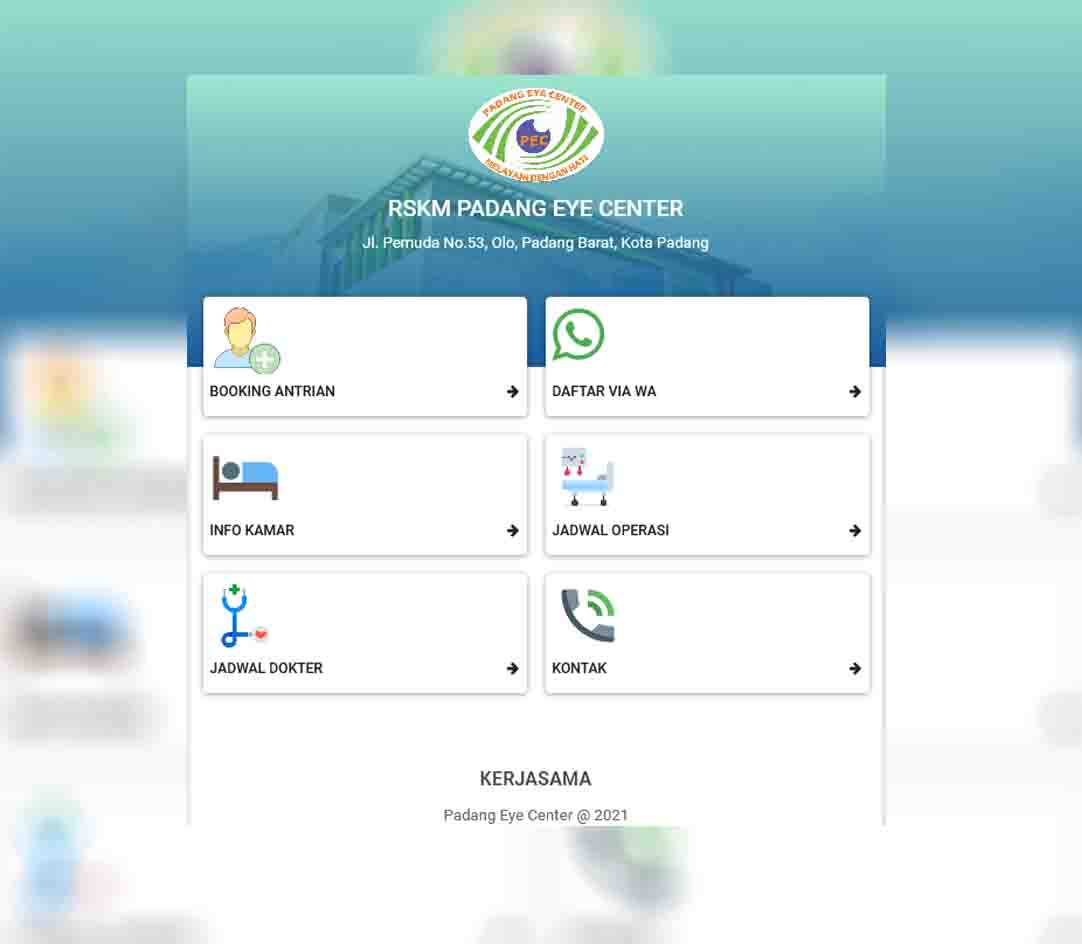 PADANG EYE CENTER
PEC
MELAYANI DENGAN HATI
RSKM PADANG EYE CENTER
Jl. Pemuda No.53, Olo, Padang Barat, Kota Padang
BOOKING ANTRIAN
DAFTAR VIA WA
INFO KAMAR
JADWAL OPERASI
JADWAL DOKTER
KONTAK
KERJASAMA
Padang Eye Center @ 2021